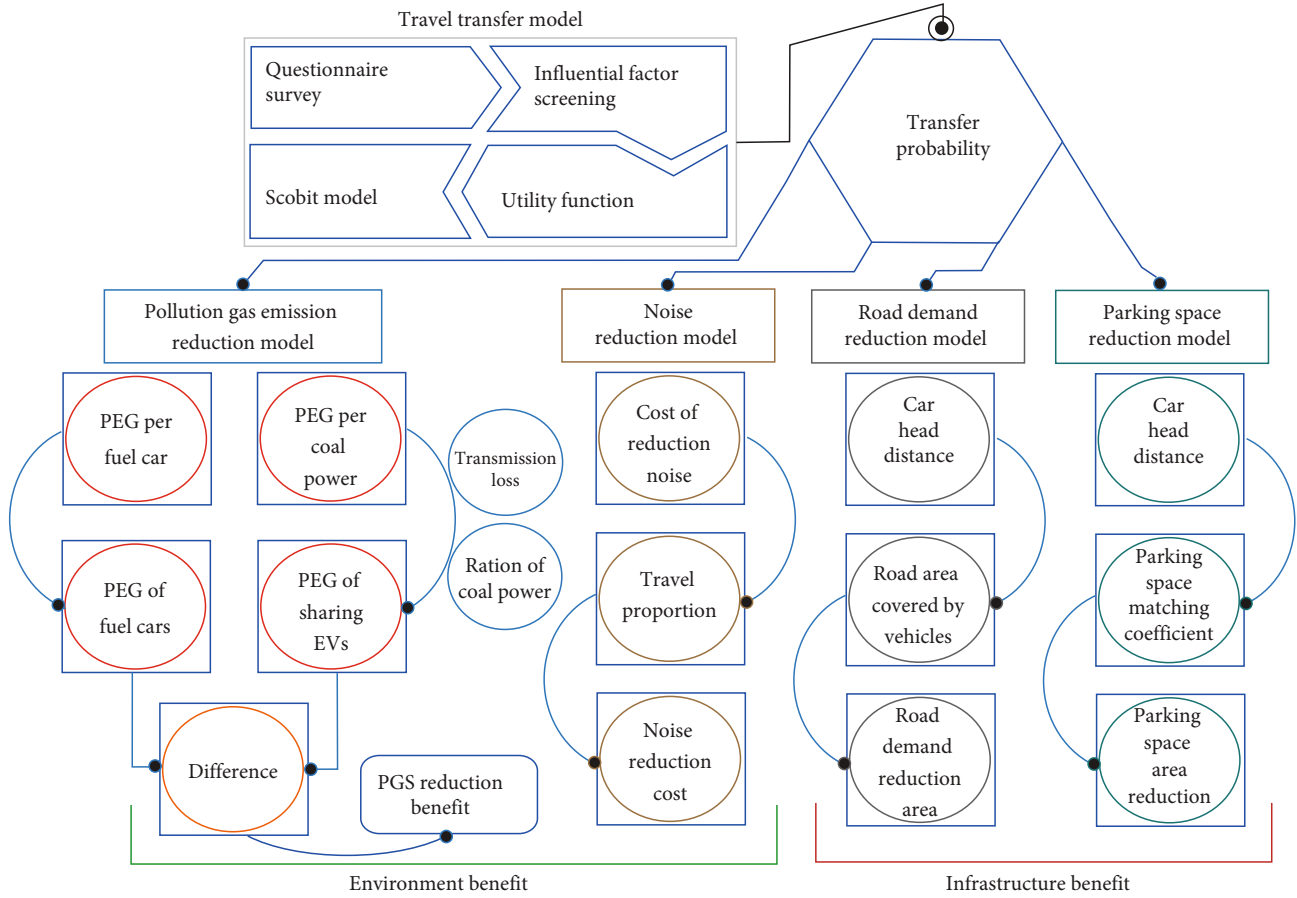 Travel transfer model
Questionnaire
survey
Influential factor
screening
Scobit model
Utility function
Transfer
probability
Pollution gas emission
reduction model
Noise
reduction model
Road demand
reduction model
Parking space
reduction model
PEG per
fuel car
PEG per
coal
power
Transmission
loss
Cost of
reduction
noise
Car
head
distance
Car
head
distance
PEG of
fuel cars
PEG of
sharing
EVs
Ration of
coal power
Travel
proportion
Road area
covered by
vehicles
Parking
space
matching
coefficient
Difference
PGS reduction
benefit
Noise
reduction
cost
Road
demand
reduction
area
Parking
space
area
reduction
Environment benefit
Infrastructure benefit